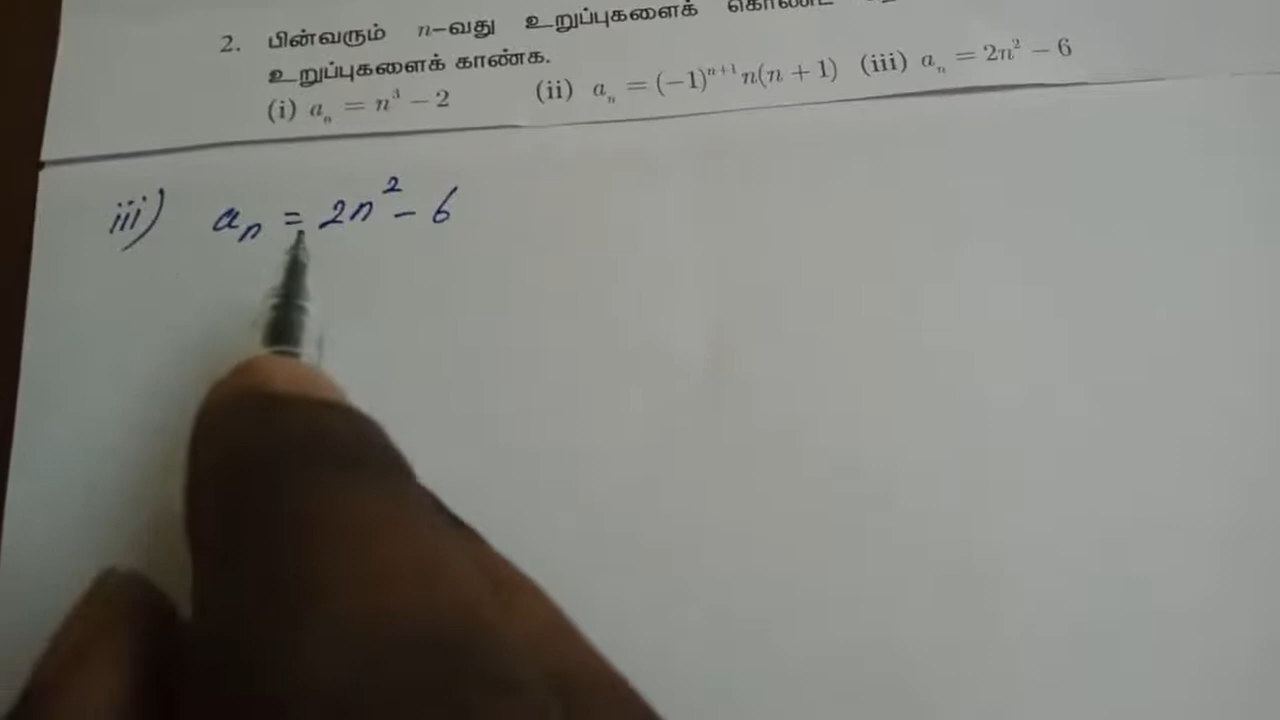 2. பின்வரும் n–வது உறுப்புகளைக்
உறுப்புகளைக் காண்க.
(i) aₙ = n³ − 2 (ii) aₙ = (−1)ⁿ⁺¹ n(n + 1) (iii) aₙ = 2n² − 6
iii) aₙ = 2n² − 6